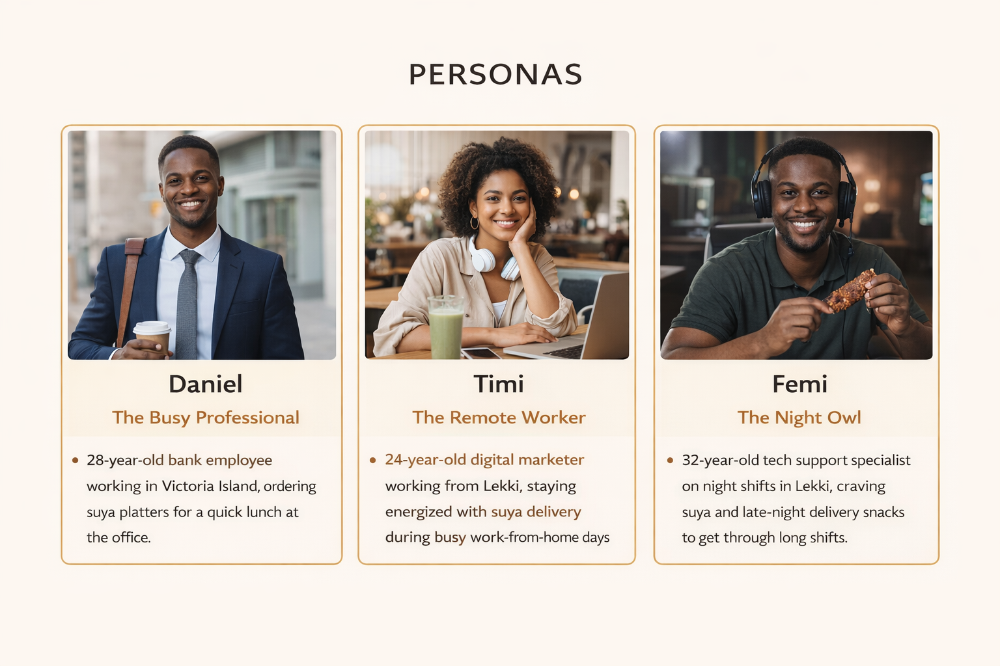 PERSONAS
Daniel
The Busy Professional
• 28-year-old bank employee
working in Victoria Island, ordering
suya platters for a quick lunch at
the office.
Timi
The Remote Worker
• 24-year-old digital marketer
working from Lekki, staying
energized with suya delivery
during busy work-from-home days
Femi
The Night Owl
• 32-year-old tech support specialist
on night shifts in Lekki, craving
suya and late-night delivery snacks
to get through long shifts.